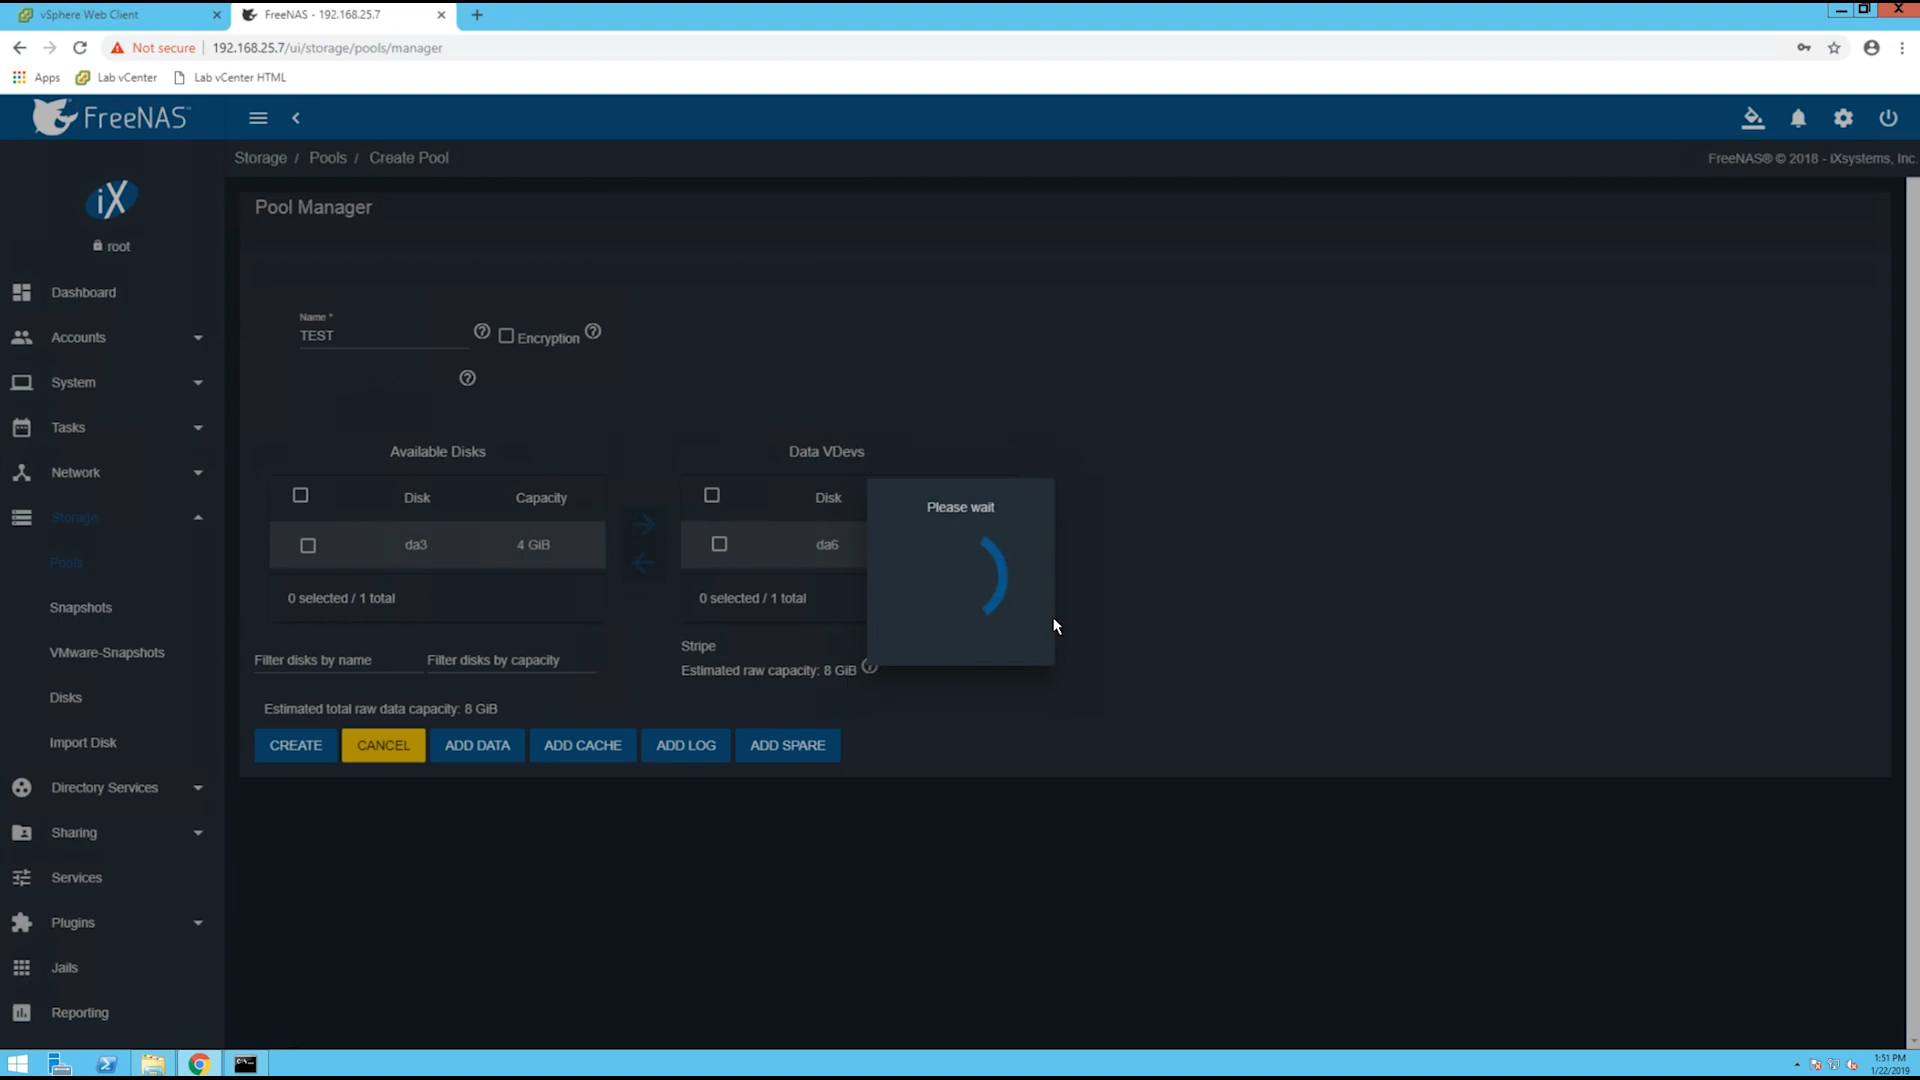 vSphere Web Client
FreeNAS - 192.168.25.7
Not secure
192.168.25.7/ui/storage/pools/manager
Apps
Lab vCenter
Lab vCenter HTML
FreeNAS
Storage / Pools / Create Pool
FreeNAS® © 2018 - iXsystems, Inc.
iX
root
Pool Manager
Dashboard
Accounts
System
Tasks
Network
Storage
Pools
Snapshots
VMware-Snapshots
Disks
Import Disk
Directory Services
Sharing
Services
Plugins
Jails
Reporting
Name *
TEST
Encryption
Available Disks
Disk Capacity
da3 4 GiB
0 selected / 1 total
Filter disks by name
Filter disks by capacity
Data VDevs
Disk
da6
0 selected / 1 total
Stripe
Estimated raw capacity: 8 GiB
Please wait
Estimated total raw data capacity: 8 GiB
CREATE
CANCEL
ADD DATA
ADD CACHE
ADD LOG
ADD SPARE
1:51 PM
1/22/2019